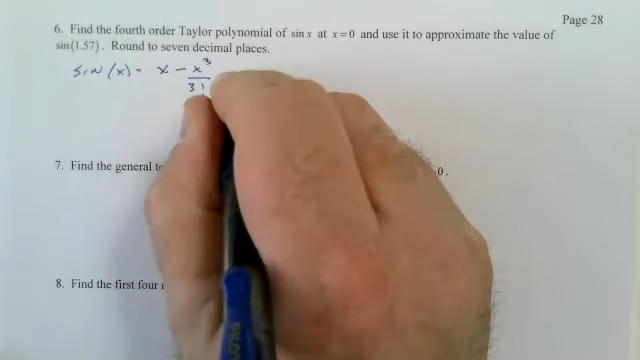 Page 28
6. Find the fourth order Taylor polynomial of sin x at x=0 and use it to approximate the value of
sin(1.57). Round to seven decimal places.
sin(x) = x - x³/3!
7. Find the general
0.
8. Find the first four